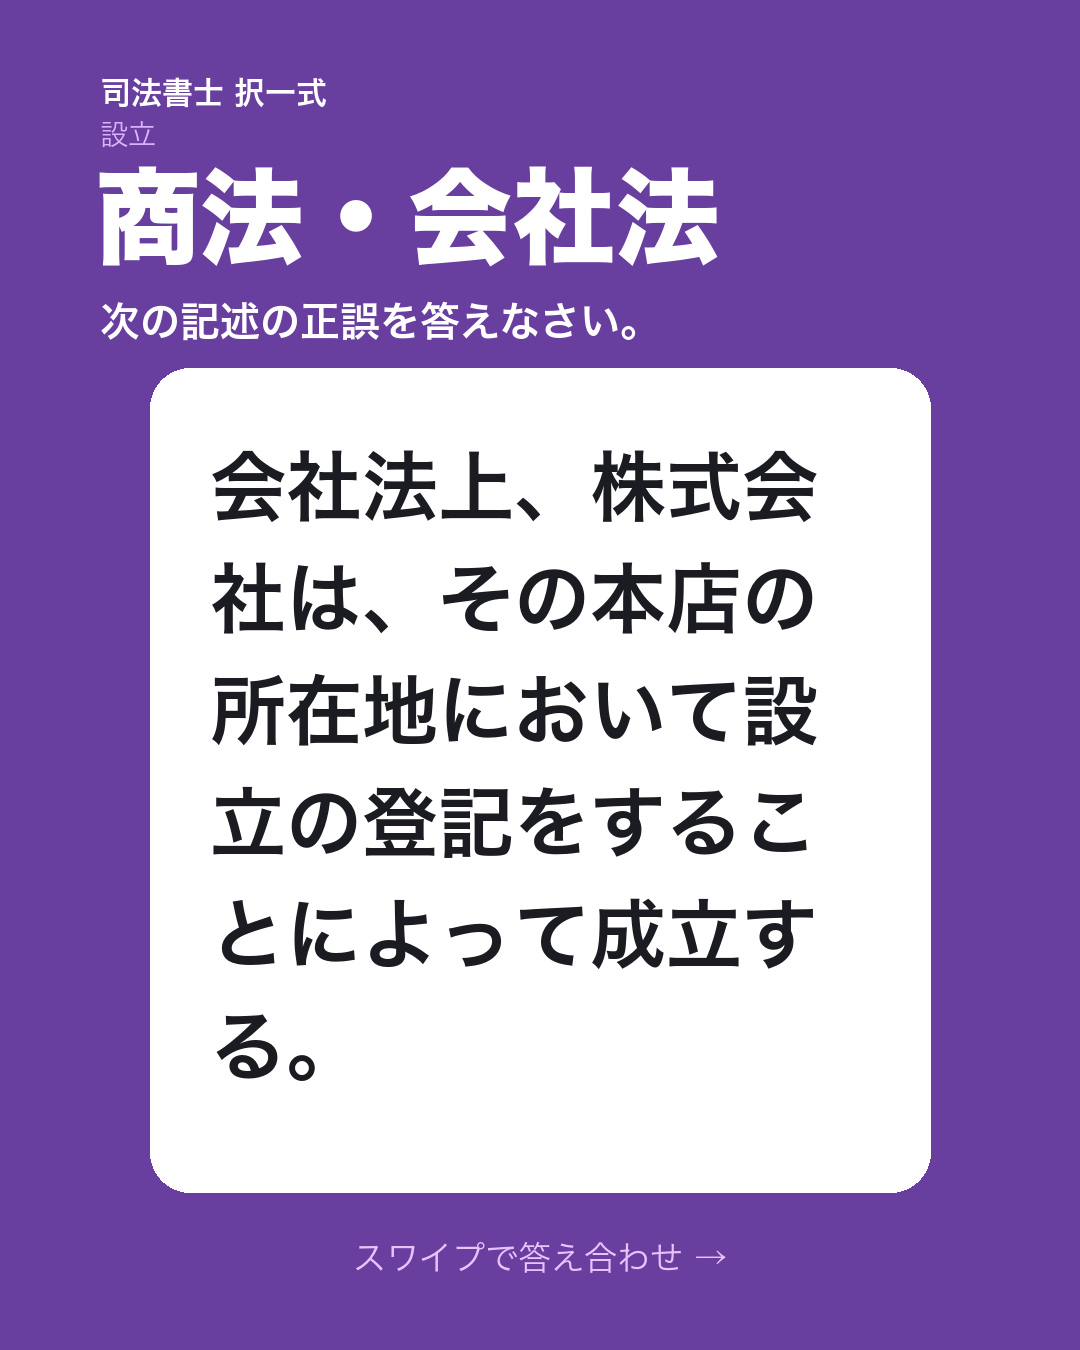 司法書士 択一式
設立
商法・会社法
次の記述の正誤を答えなさい。
会社法上、株式会
社は、その本店の
所在地において設
立の登記をするこ
とによって成立す
る。
スワイプで答え合わせ →